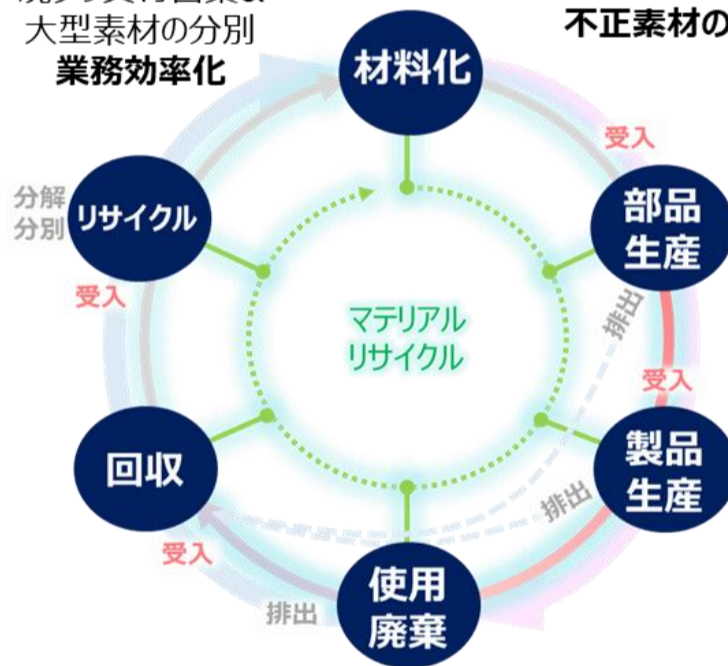 大型素材の分別
業務効率化
不正素材の
材料化
受入
部品
生産
排出
受入
製品
生産
排出
使用
廃棄
排出
受入
回収
受入
分解
分別
リサイクル
マテリアル
リサイクル